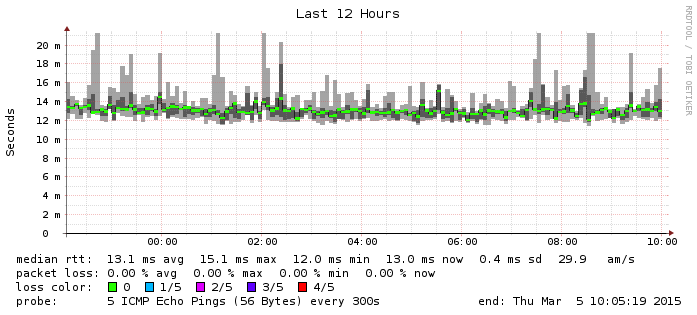 Last 12 Hours
RRDTOOL / TOBI OETIKER
Seconds
20 m
18 m
16 m
14 m
12 m
10 m
8 m
6 m
4 m
2 m
0
00:00 02:00 04:00 06:00 08:00 10:00
median rtt: 13.1 ms avg 15.1 ms max 12.0 ms min 13.0 ms now 0.4 ms sd 29.9 am/s
packet loss: 0.00 % avg 0.00 % max 0.00 % min 0.00 % now
loss color: 0 1/5 2/5 3/5 4/5
probe: 5 ICMP Echo Pings (56 Bytes) every 300s end: Thu Mar 5 10:05:19 2015